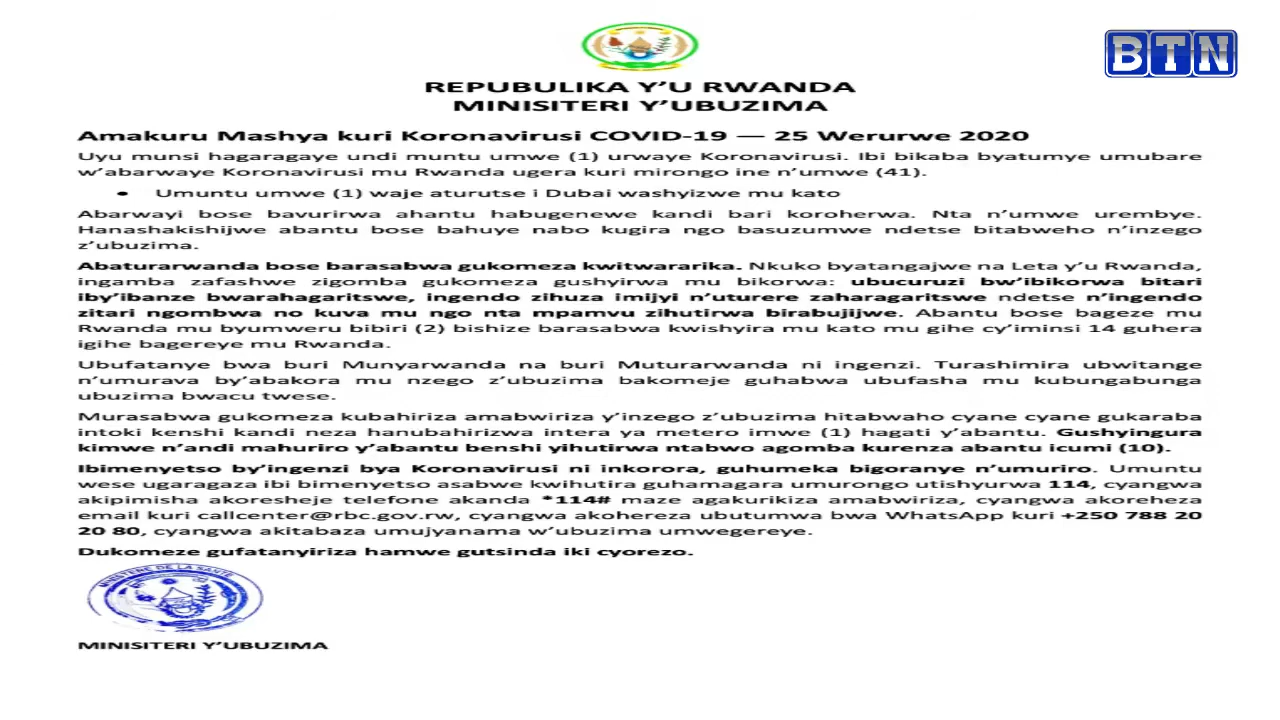 BTN
REPUBULIKA Y’U RWANDA
MINISITERI Y’UBUZIMA
Amakuru Mashya kuri Koronavirusi COVID-19 — 25 Werurwe 2020
Uyu munsi hagaragaye undi muntu umwe (1) urwaye Koronavirusi. Ibi bikaba byatumye umubare
w’abarwaye Koronavirusi mu Rwanda ugera kuri mirongo ine n’umwe (41).
• Umuntu umwe (1) waje aturutse i Dubai washyizwe mu kato
Abarwayi bose bavurirwa ahantu habugenewe kandi bari koroherwa. Nta n’umwe urembye.
Hanashakishijwe abantu bose bahuye nabo kugira ngo basuzumwe ndetse bitabweho n’inzego
z’ubuzima.
Abaturarwanda bose barasabwa gukomeza kwitwararika. Nkuko byatangajwe na Leta y’u Rwanda,
ingamba zafashwe zigomba gukomeza gushyirwa mu bikorwa: ubucuruzi bw’ibikorwa bitari
iby’ibanze bwarahagaritswe, ingendo zihuza imijyi n’uturere zaharagaritswe ndetse n’ingendo
zitari ngombwa no kuva mu ngo nta mpamvu zihutirwa birabujijwe. Abantu bose bageze mu
Rwanda mu byumweru bibiri (2) bishize barasabwa kwishyira mu kato mu gihe cy’iminsi 14 guhera
igihe bagereye mu Rwanda.
Ubufatanye bwa buri Munyarwanda na buri Muturarwanda ni ingenzi. Turashimira ubwitange
n’umurava by’abakora mu nzego z’ubuzima bakomeje guhabwa ubufasha mu kubungabunga
ubuzima bwacu twese.
Murasabwa gukomeza kubahiriza amabwiriza y’inzego z’ubuzima hitabwaho cyane cyane gukaraba
intoki kenshi kandi neza hanubahirizwa intera ya metero imwe (1) hagati y’abantu. Gushyingura
kimwe n’andi mahuriro y’abantu benshi yihutirwa ntabwo agomba kurenza abantu icumi (10).
Ibimenyetso by’ingenzi bya Koronavirusi ni inkorora, guhumeka bigoranye n’umuriro. Umuntu
wese ugaragaza ibi bimenyetso asabwe kwihutira guhamagara umurongo utishyurwa 114, cyangwa
akipimisha akoresheje telefone akanda *114# maze agakurikiza amabwiriza, cyangwa akoreheza
email kuri callcenter@rbc.gov.rw, cyangwa akohereza ubutumwa bwa WhatsApp kuri +250 788 20
20 80, cyangwa akitabaza umujyanama w’ubuzima umwegereye.
Dukomeze gufatanyiriza hamwe gutsinda iki cyorezo.
MINISTERE DE LA SANTE
MINISITERI Y’UBUZIMA